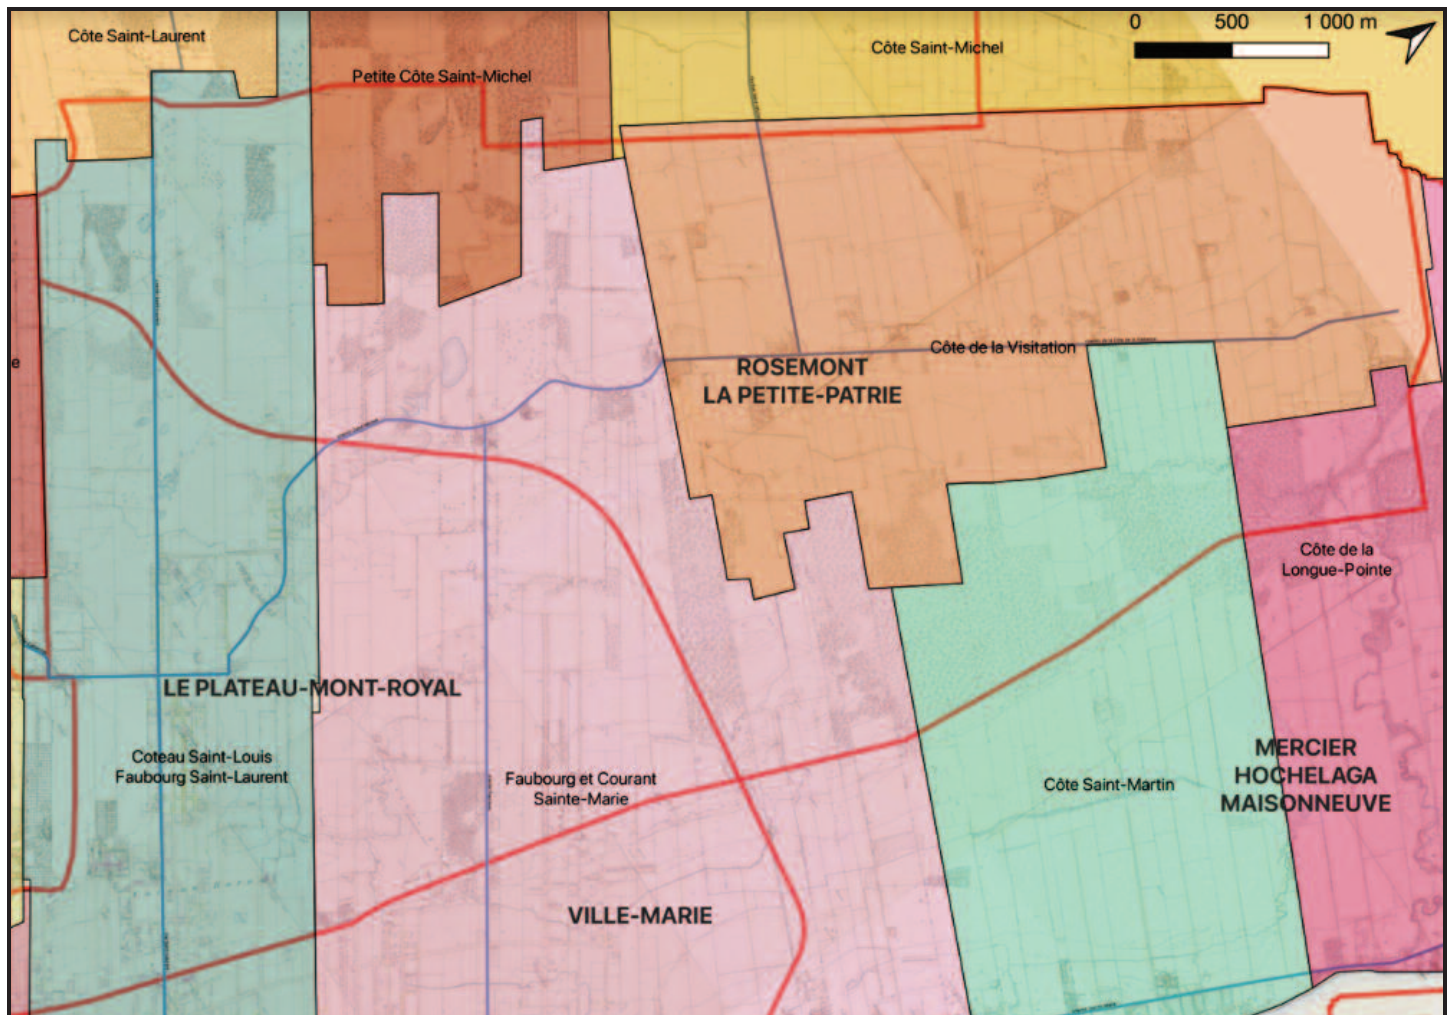 0 500 1 000 m
Côte Saint-Laurent
Côte Saint-Michel
Petite Côte Saint-Michel
e
Côte de la Visitation
ROSEMONT
LA PETITE-PATRIE
Côte de la
Longue-Pointe
LE PLATEAU-MONT-ROYAL
Coteau Saint-Louis
Faubourg Saint-Laurent
Faubourg et Courant
Sainte-Marie
Côte Saint-Martin
MERCIER
HOCHELAGA
MAISONNEUVE
VILLE-MARIE